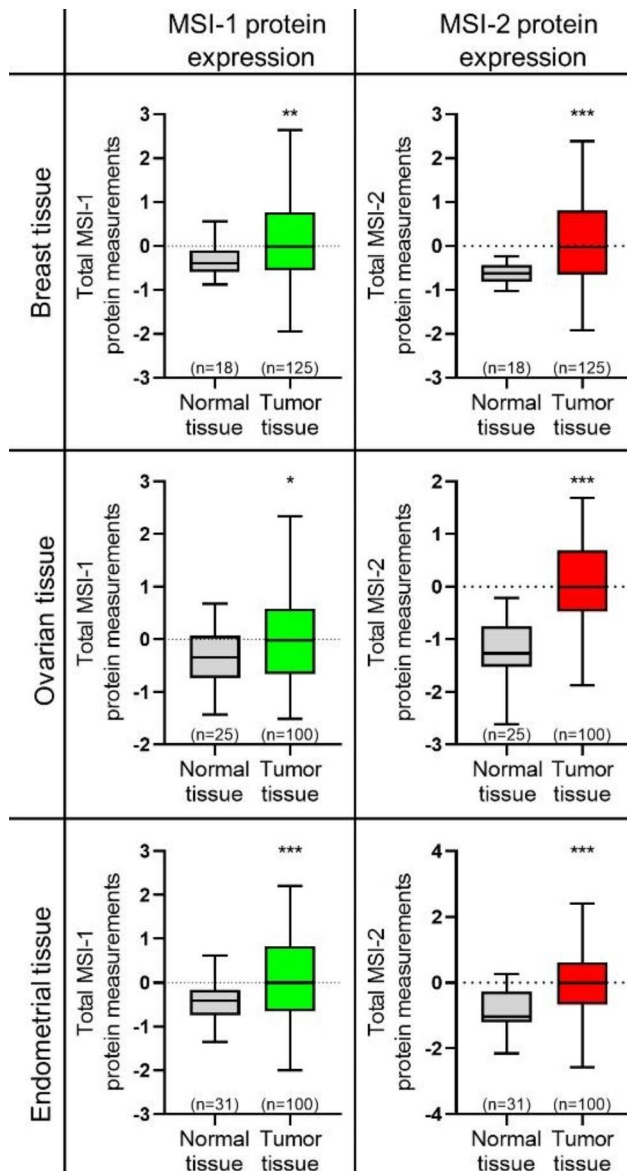 MSI-1 protein
expression
MSI-2 protein
expression
Breast tissue
Total MSI-1
protein measurements
3
2
1
0
-1
-2
-3
**
(n=18) (n=125)
Normal
tissue
Tumor
tissue
Total MSI-2
protein measurements
3
2
1
0
-1
-2
-3
***
(n=18) (n=125)
Normal
tissue
Tumor
tissue
Ovarian tissue
Total MSI-1
protein measurements
3
2
1
0
-1
-2
*
(n=25) (n=100)
Normal
tissue
Tumor
tissue
Total MSI-2
protein measurements
2
1
0
-1
-2
-3
***
(n=25) (n=100)
Normal
tissue
Tumor
tissue
Endometrial tissue
Total MSI-1
protein measurements
3
2
1
0
-1
-2
-3
***
(n=31) (n=100)
Normal
tissue
Tumor
tissue
Total MSI-2
protein measurements
4
2
0
-2
-4
***
(n=31) (n=100)
Normal
tissue
Tumor
tissue